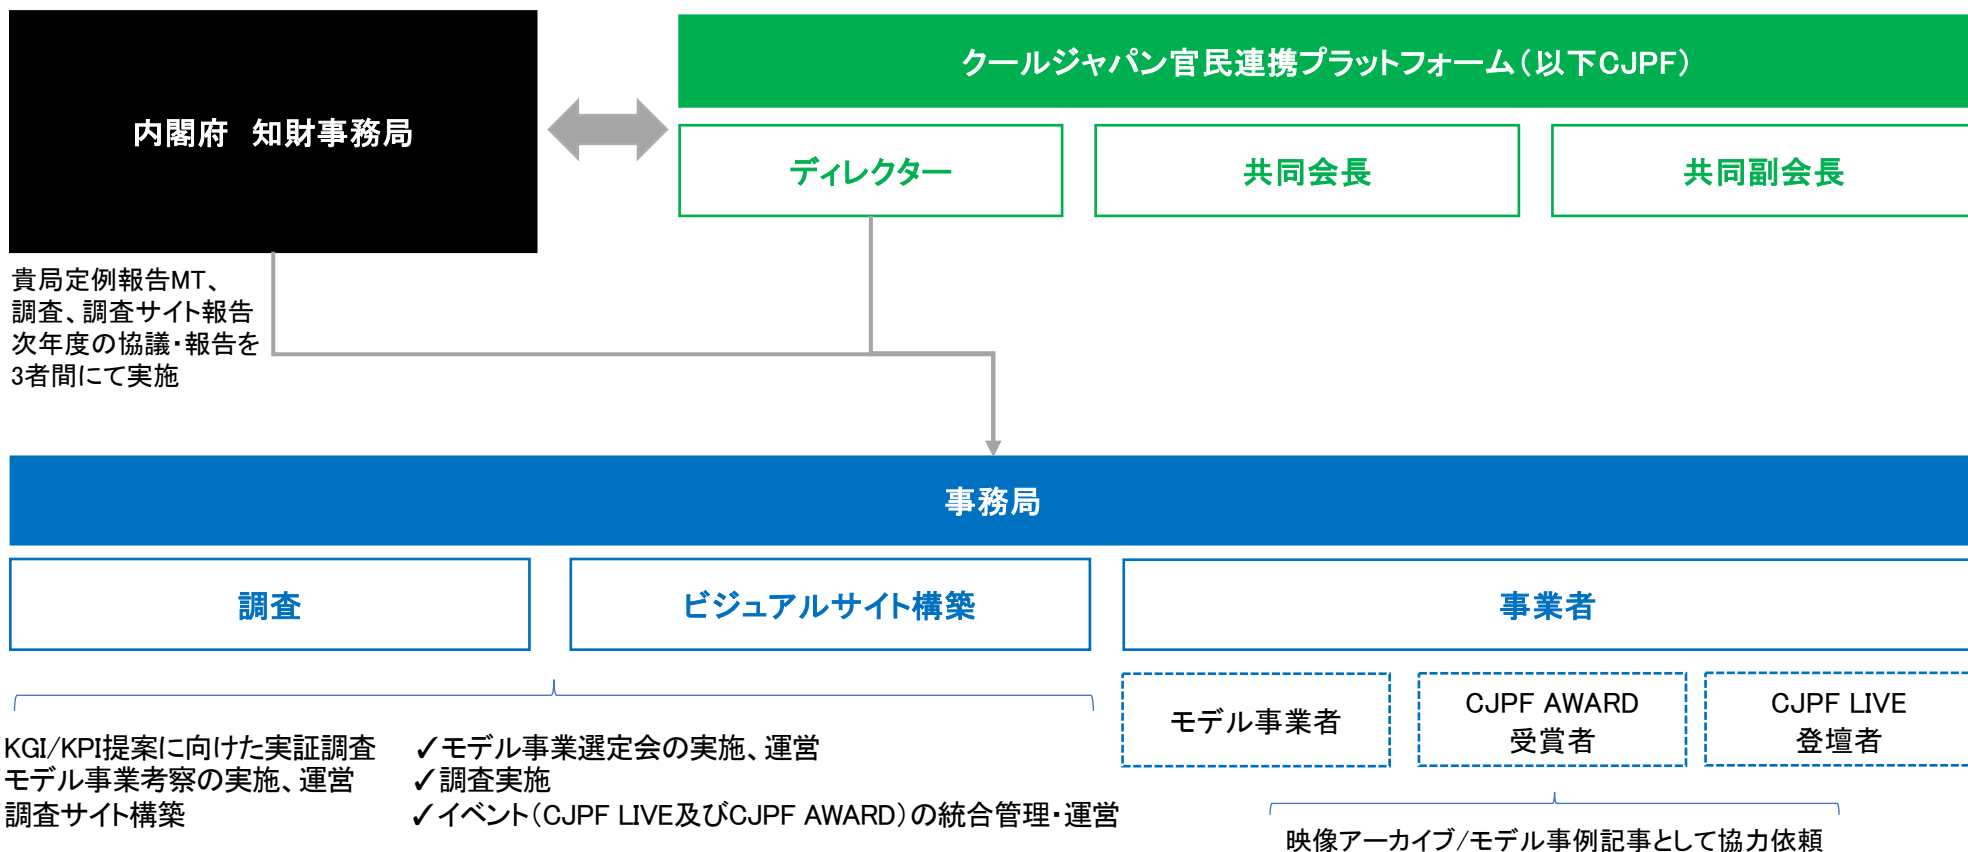 内閣府　知財事務局
クールジャパン官民連携プラットフォーム（以下CJPF）
ディレクター
共同会長
共同副会長
貴局定例報告MT、
調査、調査サイト報告
次年度の協議・報告を
3者間にて実施
事務局
調査
ビジュアルサイト構築
事業者
KGI/KPI提案に向けた実証調査
モデル事業考察の実施、運営
調査サイト構築
✓モデル事業選定会の実施、運営
✓調査実施
✓イベント（CJPF LIVE及びCJPF AWARD）の統合管理・運営
モデル事業者
CJPF AWARD
受賞者
CJPF LIVE
登壇者
映像アーカイブ/モデル事例記事として協力依頼